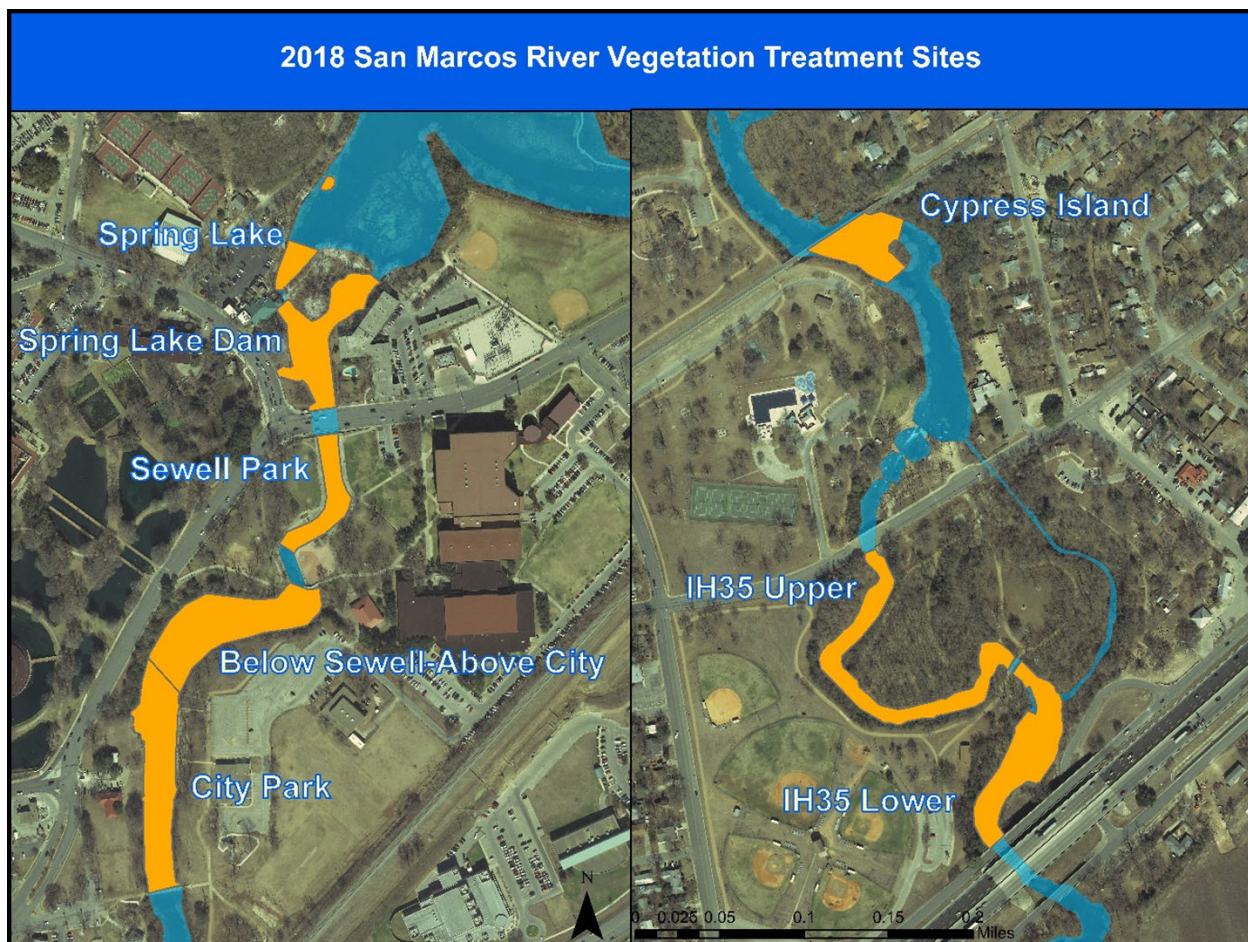 2018 San Marcos River Vegetation Treatment Sites
Spring Lake
Spring Lake Dam
Sewell Park
Below Sewell-Above City
City Park
N
Cypress Island
IH35 Upper
IH35 Lower
0 0.025 0.05 0.1 0.15 0.2
Miles